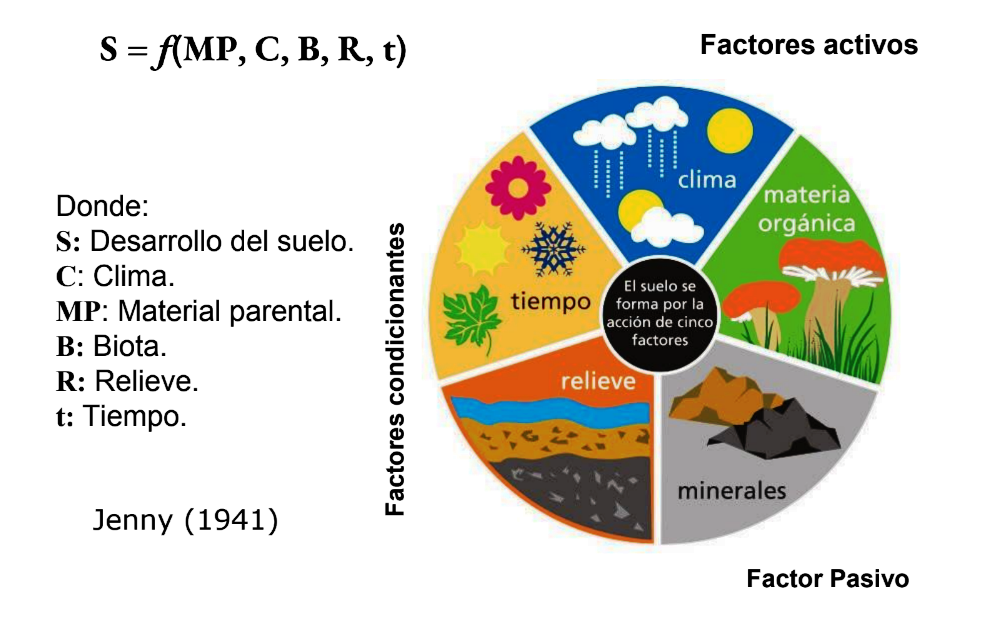 S = f(MP, C, B, R, t)
Factores activos
Donde:
S: Desarrollo del suelo.
C: Clima.
MP: Material parental.
B: Biota.
R: Relieve.
t: Tiempo.
Jenny (1941)
Factores condicionantes
clima
materia
orgánica
tiempo
El suelo se
forma por la
acción de cinco
factores
relieve
minerales
Factor Pasivo